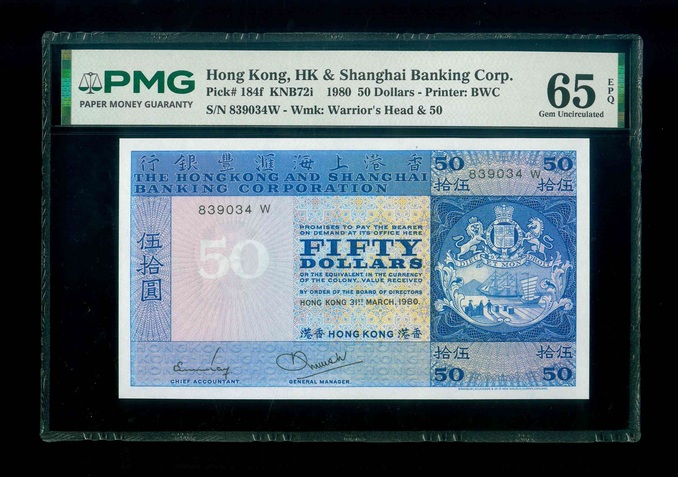 PMG
PAPER MONEY GUARANTY
Hong Kong, HK & Shanghai Banking Corp.
Pick# 184f KNB72i 1980 50 Dollars - Printer: BWC
S/N 839034W - Wmk: Warrior's Head & 50
65
EPQ
Gem Uncirculated
行銀豐滙海上港香
THE HONGKONG AND SHANGHAI
BANKING CORPORATION
50 50
839034 W
拾伍 拾伍
839034 W
伍拾圓
50
PROMISES TO PAY THE BEARER
ON DEMAND AT ITS OFFICE HERE
FIFTY
DOLLARS
OR THE EQUIVALENT IN THE CURRENCY
OF THE COLONY, VALUE RECEIVED
BY ORDER OF THE BOARD OF DIRECTORS
HONG KONG 31ST MARCH, 1980.
港香 HONG KONG 港香
CHIEF ACCOUNTANT.
GENERAL MANAGER.
拾伍 拾伍
50 50